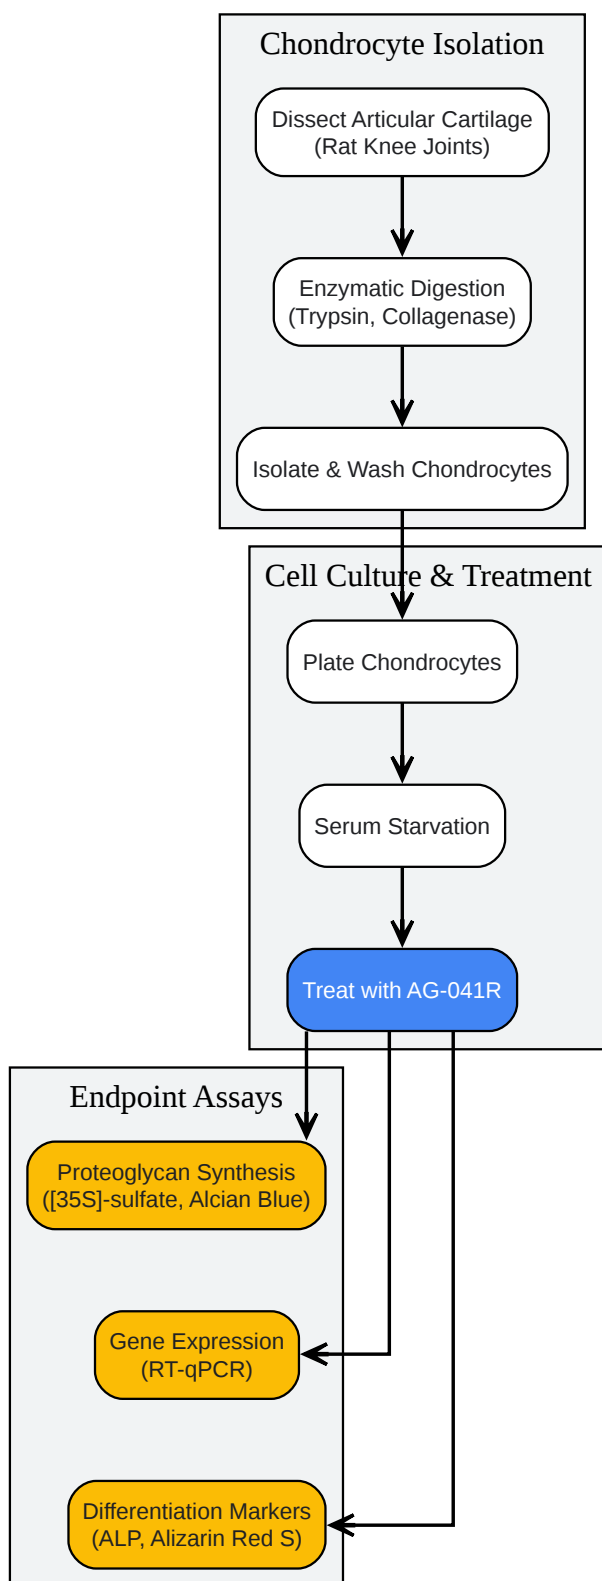 Chondrocyte Isolation
Dissect Articular Cartilage
(Rat Knee Joints)
Enzymatic Digestion
(Trypsin, Collagenase)
Isolate & Wash Chondrocytes
Cell Culture & Treatment
Plate Chondrocytes
Serum Starvation
Treat with AG-041R
Endpoint Assays
Proteoglycan Synthesis
([35S]-sulfate, Alcian Blue)
Gene Expression
(RT-qPCR)
Differentiation Markers
(ALP, Alizarin Red S)